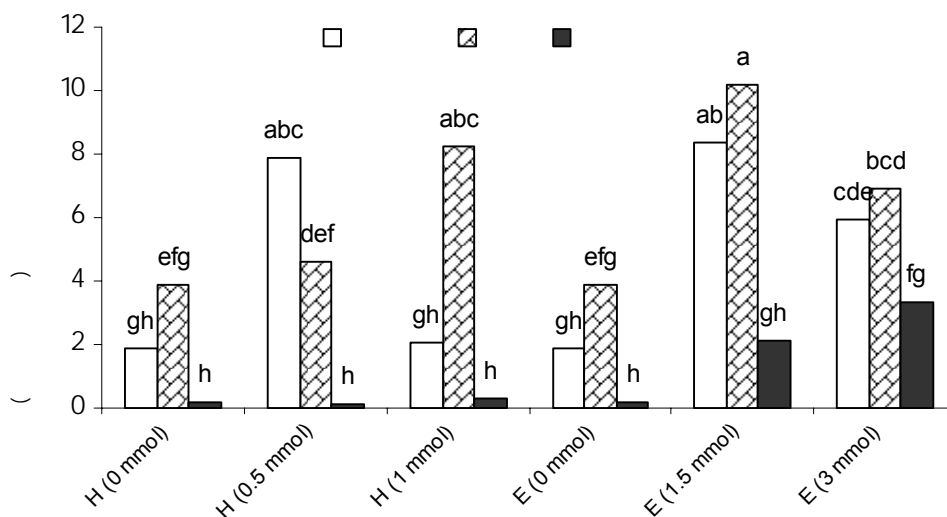 12
10
8
6
4
2
0
(
)
gh
efg
h
abc
def
h
gh
abc
h
gh
efg
h
ab
a
gh
cde
bcd
fg
H (0 mmol)
H (0.5 mmol)
H (1 mmol)
E (0 mmol)
E (1.5 mmol)
E (3 mmol)